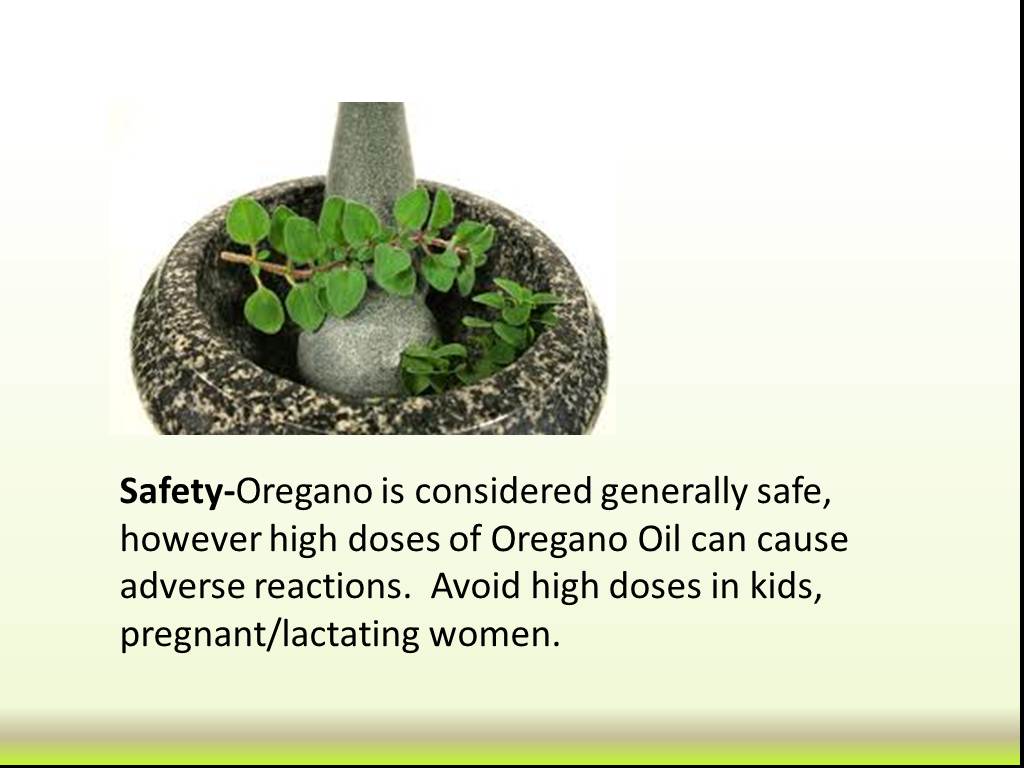 Safety-Oregano is considered generally safe,
however high doses of Oregano Oil can cause
adverse reactions.  Avoid high doses in kids,
pregnant/lactating women.